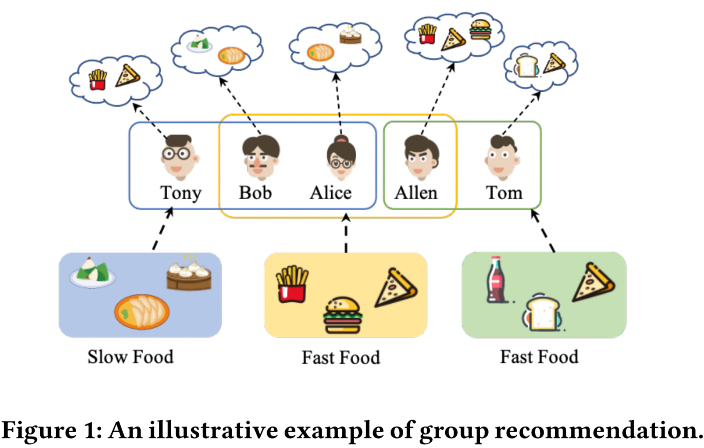 Tony Bob Alice Allen Tom
Slow Food Fast Food Fast Food
Figure 1: An illustrative example of group recommendation.